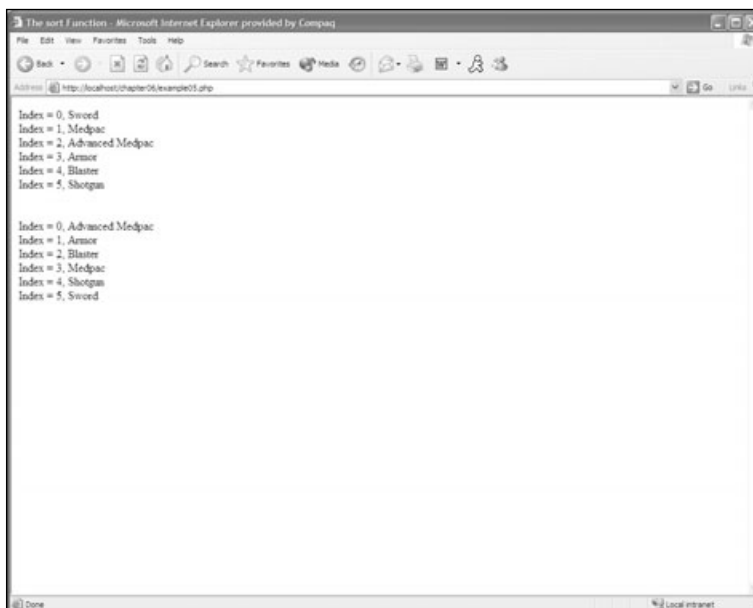 The sort Function - Microsoft Internet Explorer provided by Compaq
File Edit View Favorites Tools Help
Back Search Favorites Media
Address http://localhost/chapter06/example05.php Go Links
Index = 0, Sword
Index = 1, Medpac
Index = 2, Advanced Medpac
Index = 3, Armor
Index = 4, Blaster
Index = 5, Shotgun
Index = 0, Advanced Medpac
Index = 1, Armor
Index = 2, Blaster
Index = 3, Medpac
Index = 4, Shotgun
Index = 5, Sword
Done Local intranet